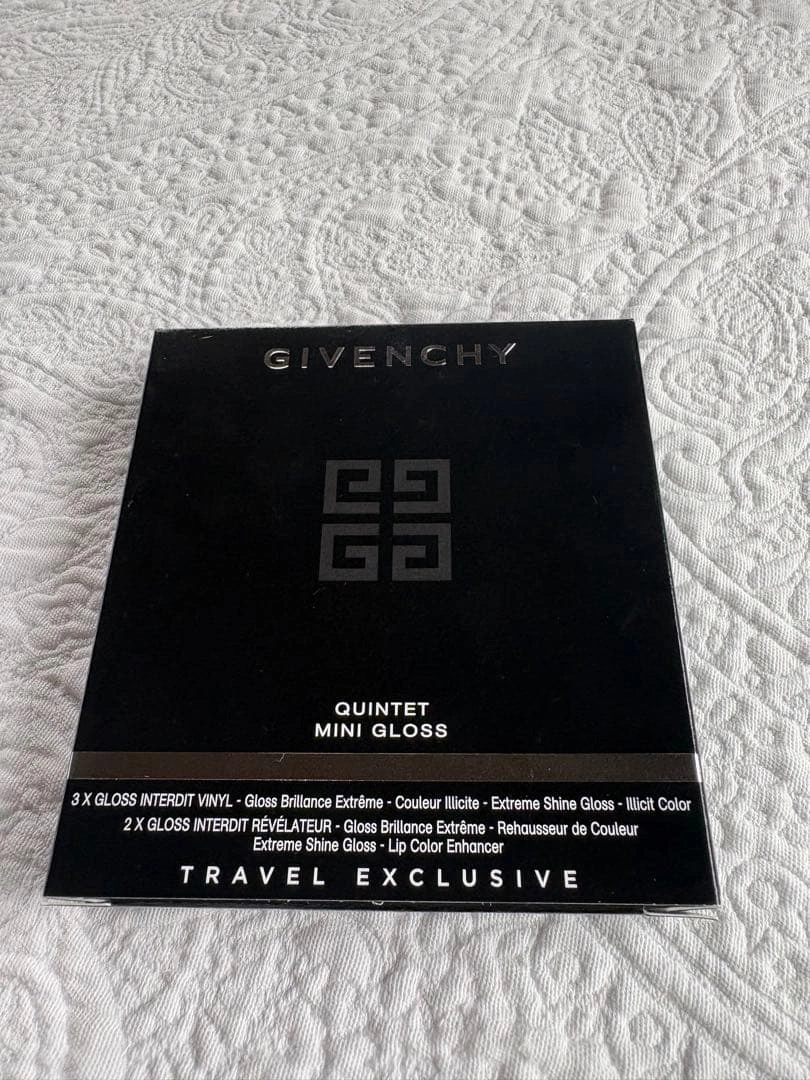 GIVENCHY
QUINTET
MINI GLOSS
3 X GLOSS INTERDIT VINYL - Gloss Brillance Extrême - Couleur Illicite - Extreme Shine Gloss - Illicit Color
2 X GLOSS INTERDIT RÉVÉLATEUR - Gloss Brillance Extrême - Rehausseur de Couleur
Extreme Shine Gloss - Lip Color Enhancer
TRAVEL EXCLUSIVE